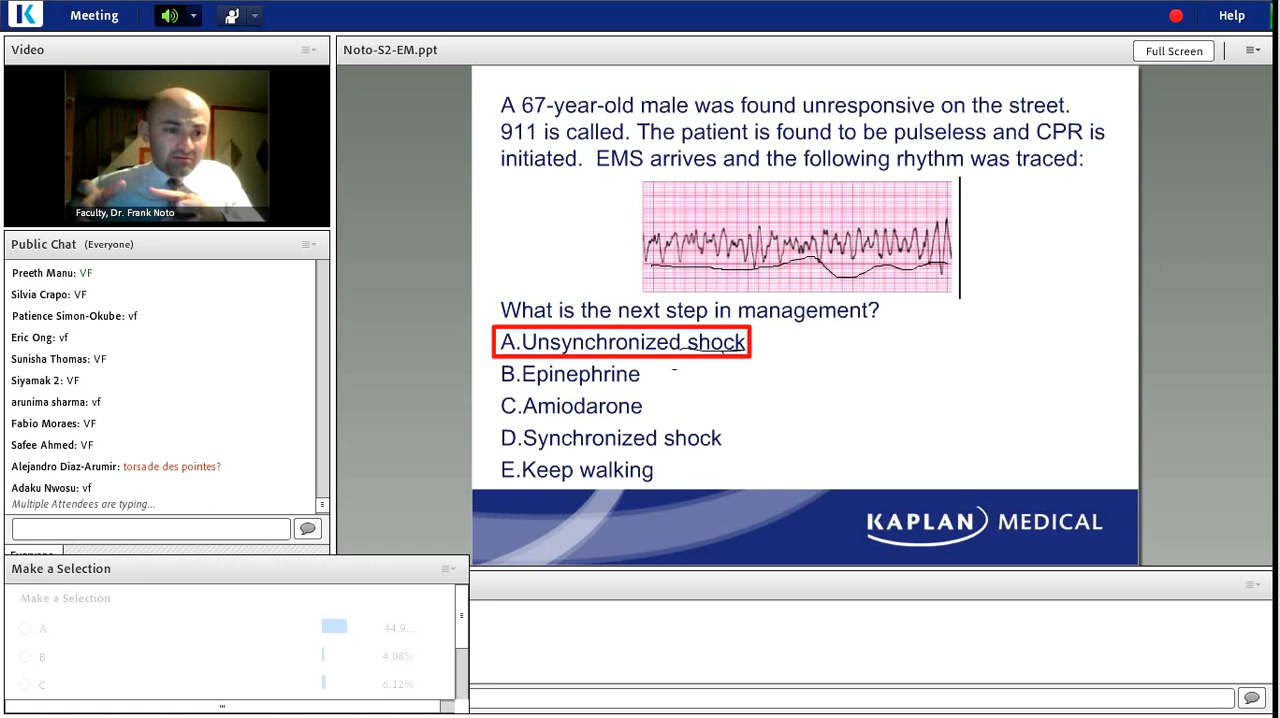 Meeting
Help
Video
Faculty, Dr. Frank Noto
Public Chat (Everyone)
Preeth Manu: VF
Silvia Crapo: VF
Patience Simon-Okube: vf
Eric Ong: vf
Sunisha Thomas: VF
Siyamak 2: VF
arunima sharma: vf
Fabio Moraes: VF
Safee Ahmed: VF
Alejandro Diaz-Arumir: torsade des pointes?
Adaku Nwosu: vf
Multiple Attendees are typing...
Everyone
Make a Selection
Make a Selection
A 44.9...
B 4.08%
C 6.12%
Noto-S2-EM.ppt
Full Screen
A 67-year-old male was found unresponsive on the street.
911 is called. The patient is found to be pulseless and CPR is
initiated. EMS arrives and the following rhythm was traced:
What is the next step in management?
A.Unsynchronized shock
B.Epinephrine
C.Amiodarone
D.Synchronized shock
E.Keep walking
KAPLAN MEDICAL